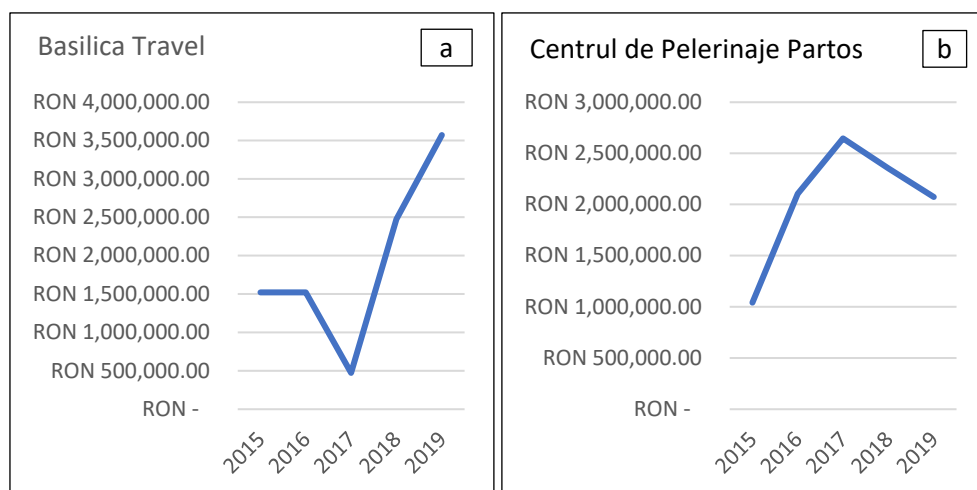 Basilica Travel
a
RON 4,000,000.00
RON 3,500,000.00
RON 3,000,000.00
RON 2,500,000.00
RON 2,000,000.00
RON 1,500,000.00
RON 1,000,000.00
RON 500,000.00
RON -
2015
2016
2017
2018
2019
Centrul de Pelerinaje Partos
b
RON 3,000,000.00
RON 2,500,000.00
RON 2,000,000.00
RON 1,500,000.00
RON 1,000,000.00
RON 500,000.00
RON -
2015
2016
2017
2018
2019